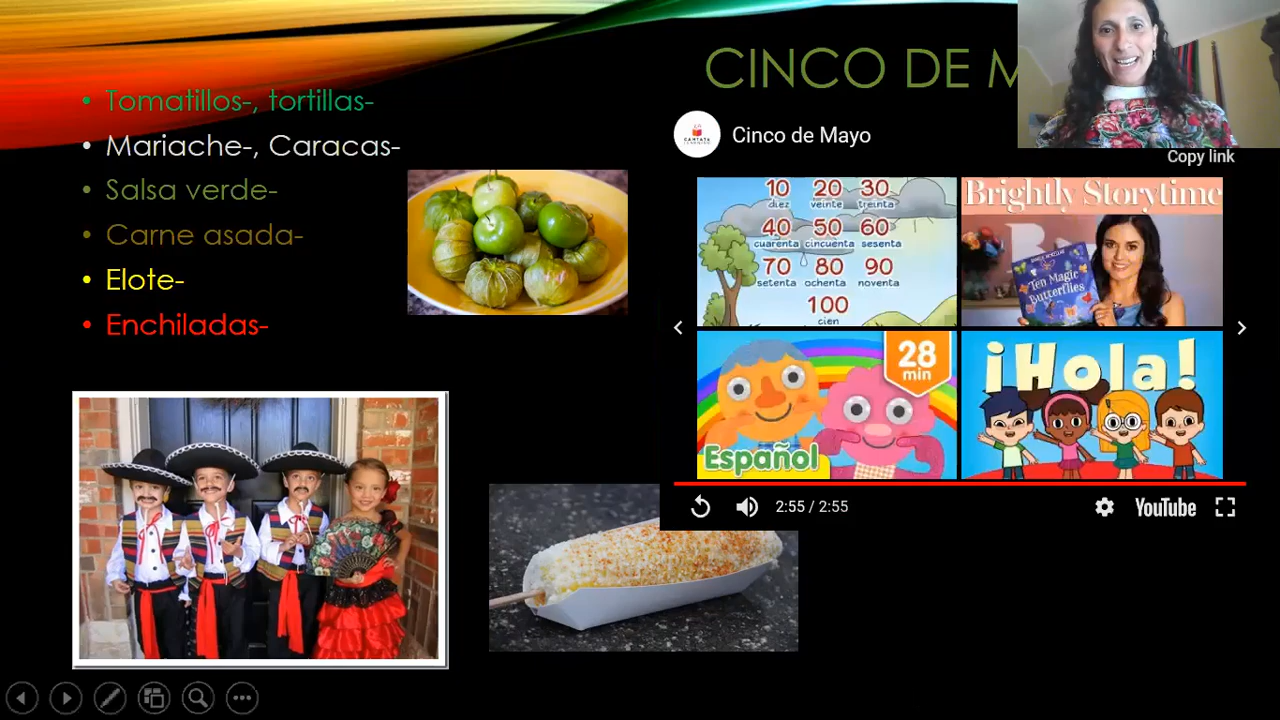 CINCO DE M
• Tomatillos-, tortillas-
• Mariache-, Caracas-
• Salsa verde-
• Carne asada-
• Elote-
• Enchiladas-
Cinco de Mayo
Copy link
10 20 30
diez veinte treinta
40 50 60
cuarenta cincuenta sesenta
70 80 90
setenta ochenta noventa
100
cien
Brightly Storytime
Ten Magic
Butterflies
28
min
Español
¡Hola!
2:55 / 2:55
YouTube